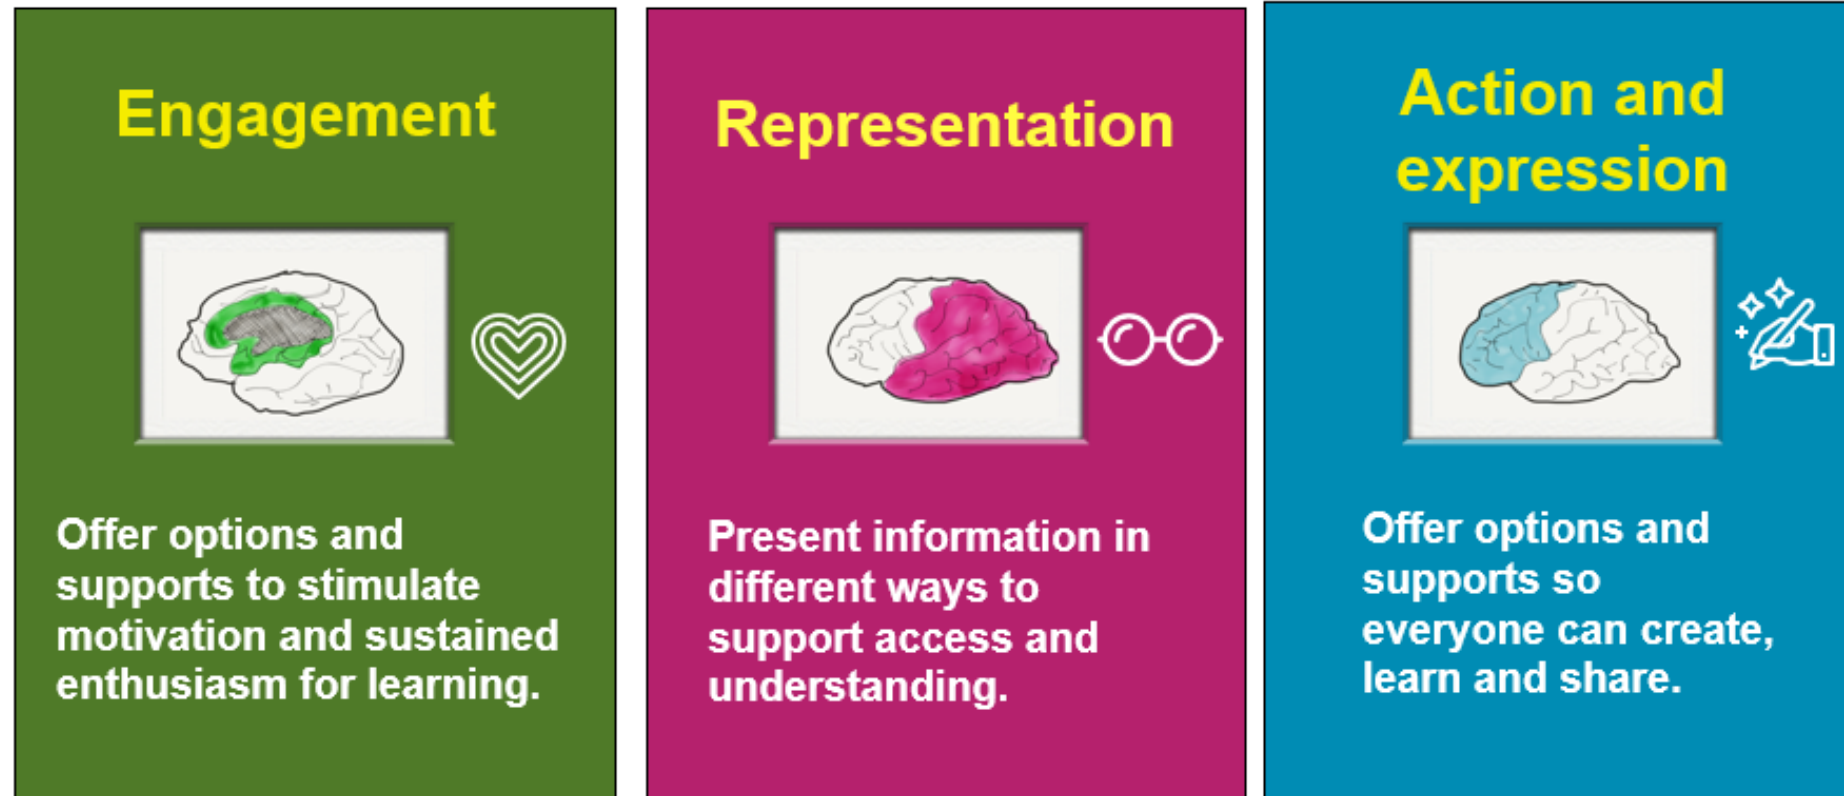 Engagement
Offer options and
supports to stimulate
motivation and sustained
enthusiasm for learning.
Representation
Present information in
different ways to
support access and
understanding.
Action and
expression
Offer options and
supports so
everyone can create,
learn and share.